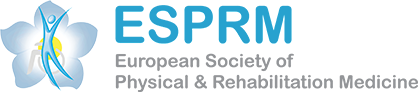 ESPRM
European Society of
Physical & Rehabilitation Medicine